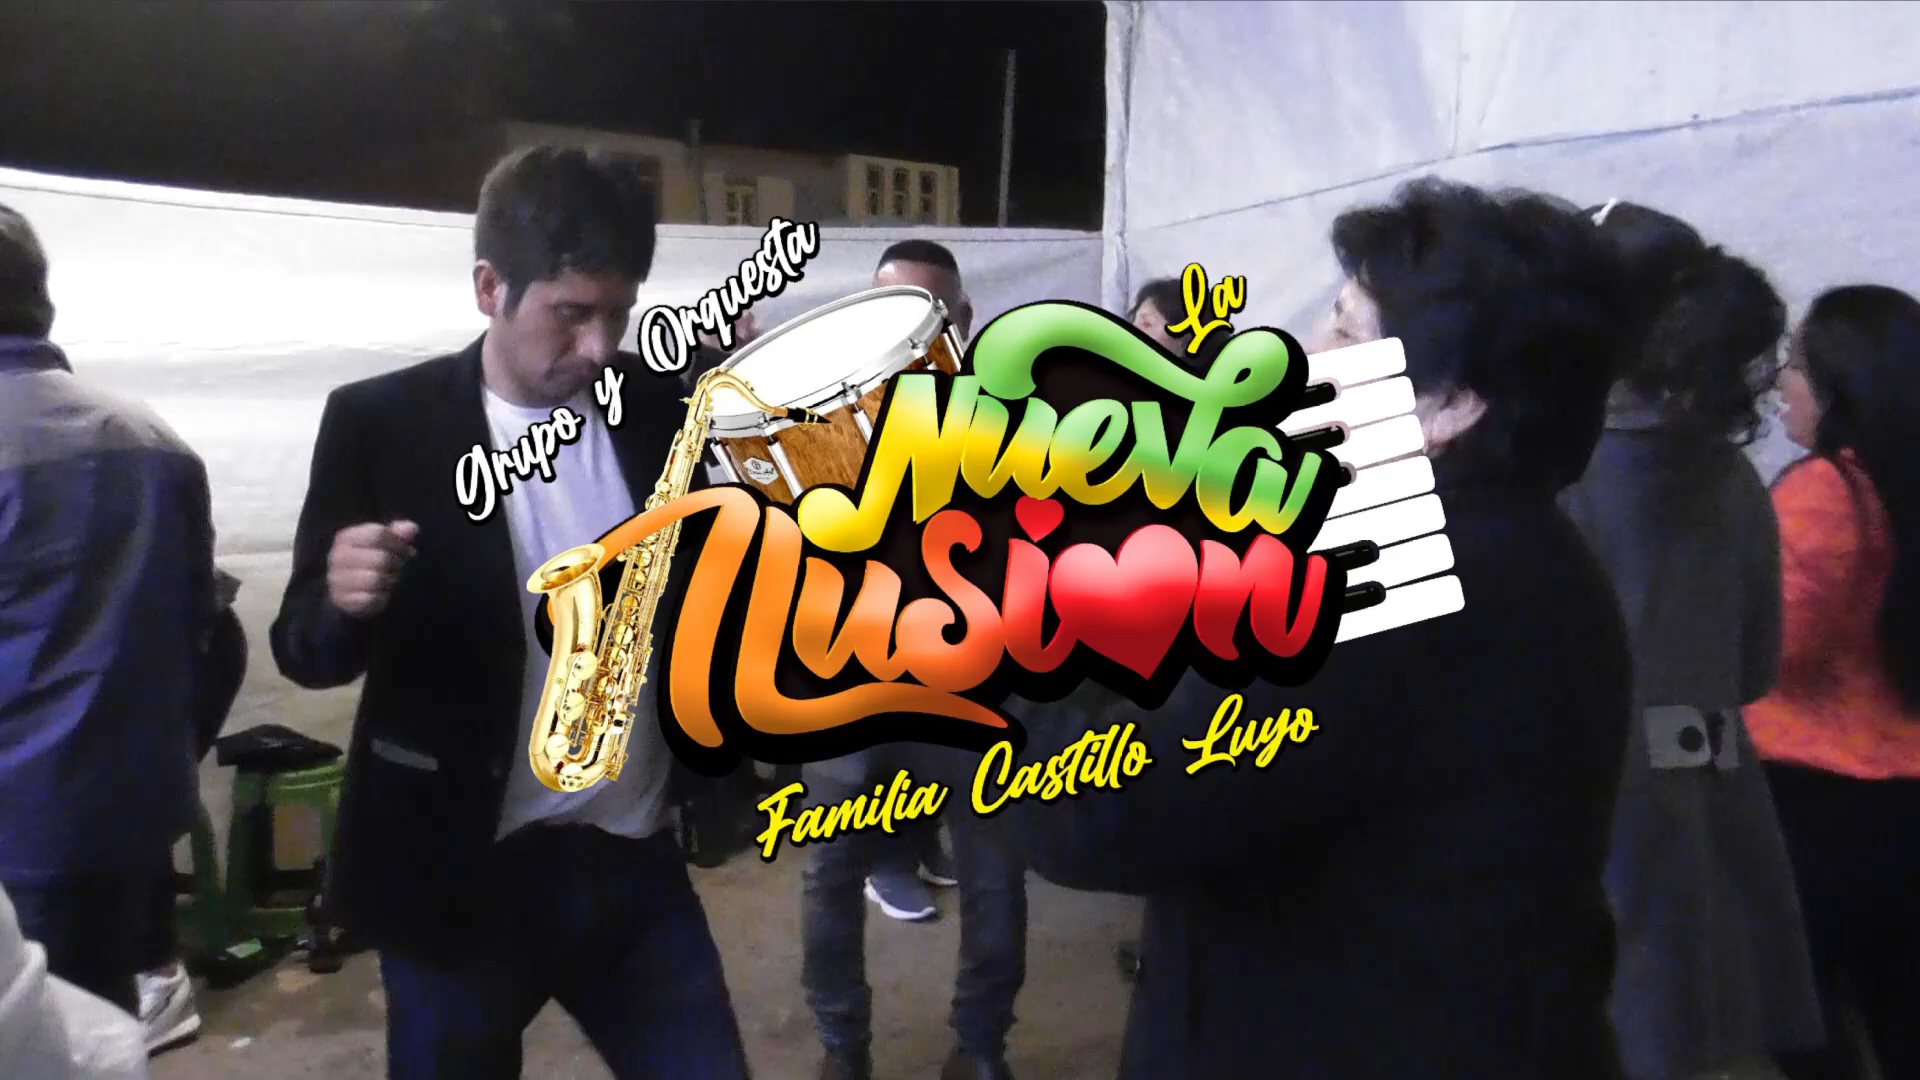 Grupo y Orquesta
La
Nueva
Ilusion
Familia Castillo Luyo